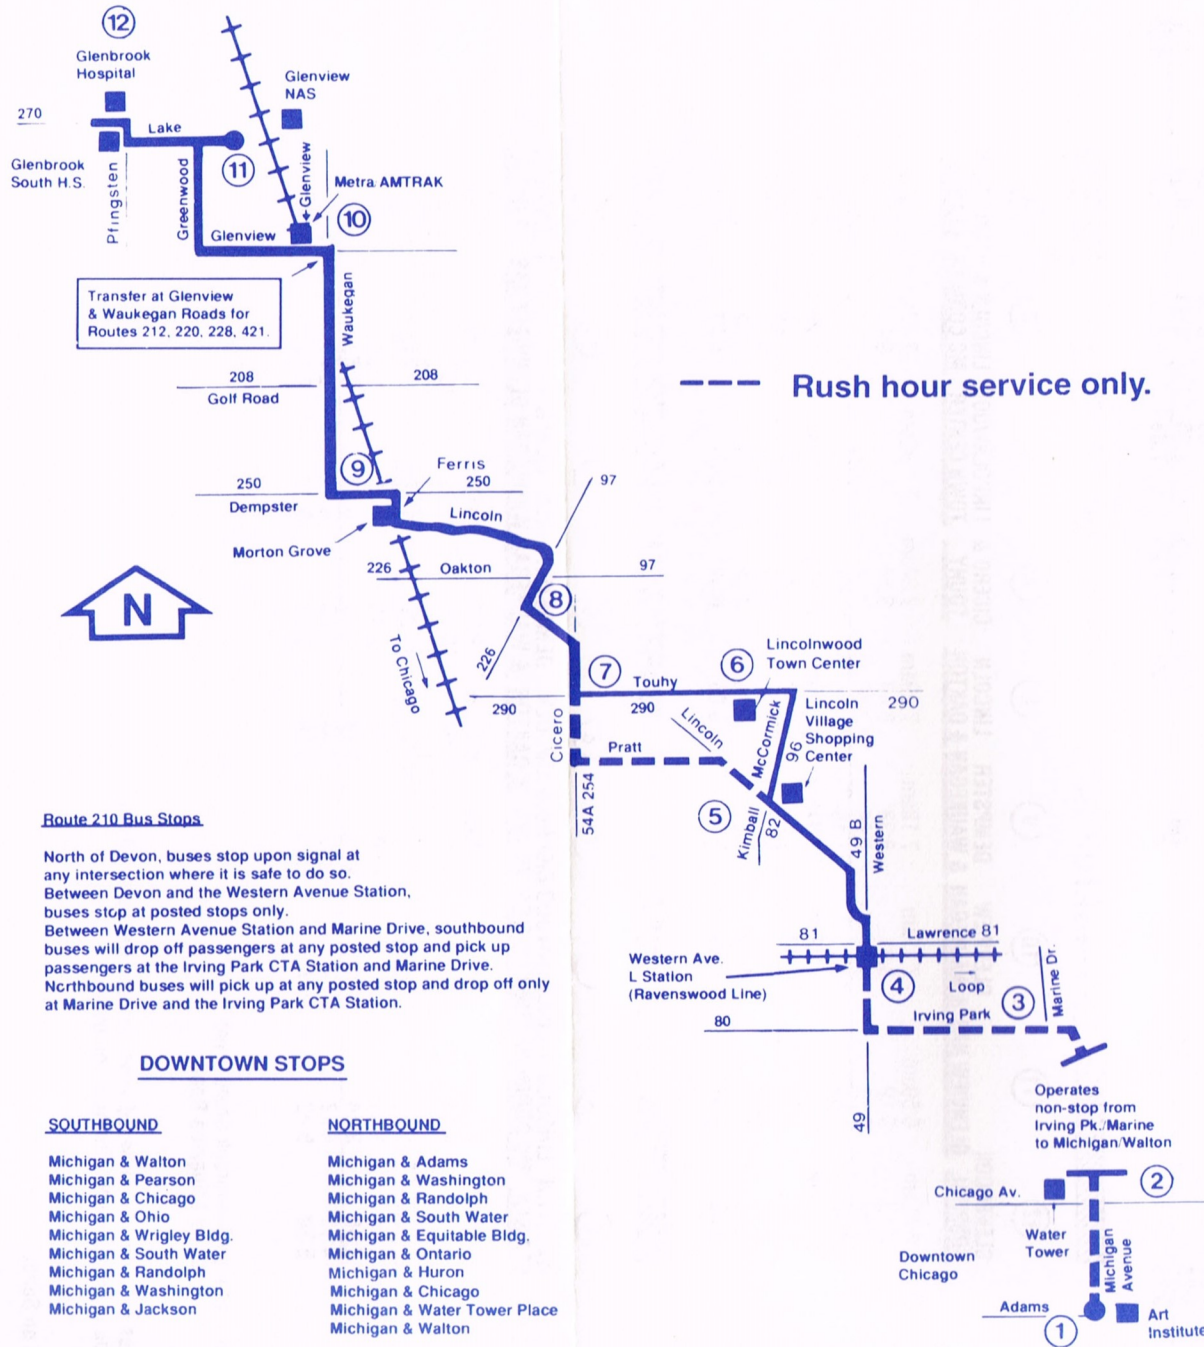 12
Glenbrook
Hospital
Glenview
NAS
270
Lake
Glenbrook
South H.S.
Pfingsten
Greenwood
11
Glenview
Metra AMTRAK
10
Glenview
Transfer at Glenview
& Waukegan Roads for
Routes 212, 220, 228, 421.
Waukegan
208
208
Golf Road
Rush hour service only.
9
Ferris
250
250
97
Dempster
Lincoln
Morton Grove
226
Oakton
97
N
8
To Chicago
226
Lincolnwood
Town Center
6
7
Touhy
290
290
290
Lincoln
McCormick
96
Lincoln
Village
Shopping
Center
Cicero
Pratt
54A 254
5
Kimball
82
49 B
Western
Route 210 Bus Stops
North of Devon, buses stop upon signal at
any intersection where it is safe to do so.
Between Devon and the Western Avenue Station,
buses stop at posted stops only.
Between Western Avenue Station and Marine Drive, southbound
buses will drop off passengers at any posted stop and pick up
passengers at the Irving Park CTA Station and Marine Drive.
Northbound buses will pick up at any posted stop and drop off only
at Marine Drive and the Irving Park CTA Station.
81
Lawrence 81
Western Ave.
L Station
(Ravenswood Line)
4
Loop
3
Marine Dr.
80
Irving Park
49
Operates
non-stop from
Irving Pk./Marine
to Michigan/Walton
DOWNTOWN STOPS
SOUTHBOUND
Michigan & Walton
Michigan & Pearson
Michigan & Chicago
Michigan & Ohio
Michigan & Wrigley Bldg.
Michigan & South Water
Michigan & Randolph
Michigan & Washington
Michigan & Jackson
NORTHBOUND
Michigan & Adams
Michigan & Washington
Michigan & Randolph
Michigan & South Water
Michigan & Equitable Bldg.
Michigan & Ontario
Michigan & Huron
Michigan & Chicago
Michigan & Water Tower Place
Michigan & Walton
Chicago Av.
2
Water
Tower
Michigan
Avenue
Downtown
Chicago
Adams
1
Art
Institute